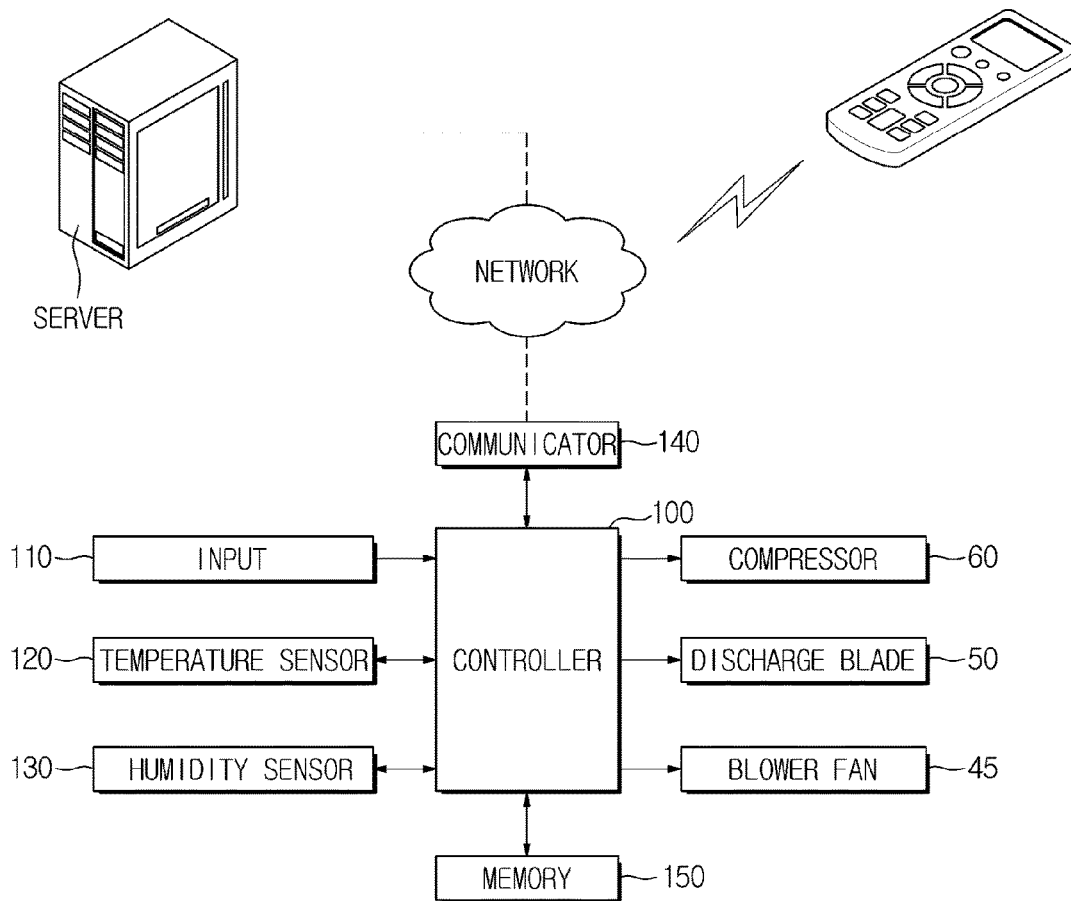 SERVER
NETWORK
COMMUNICATOR 140
100
110 INPUT
COMPRESSOR 60
120 TEMPERATURE SENSOR
CONTROLLER
DISCHARGE BLADE 50
130 HUMIDITY SENSOR
BLOWER FAN 45
MEMORY 150